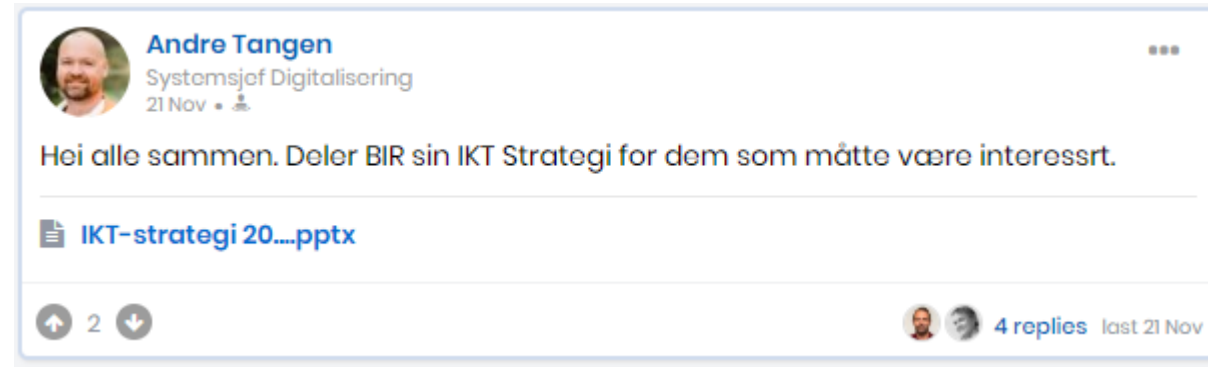 Andre Tangen
Systemsjef Digitalisering
21 Nov •
Hei alle sammen. Deler BIR sin IKT Strategi for dem som måtte være interessrt.
IKT-strategi 20....pptx
2
4 replies last 21 Nov